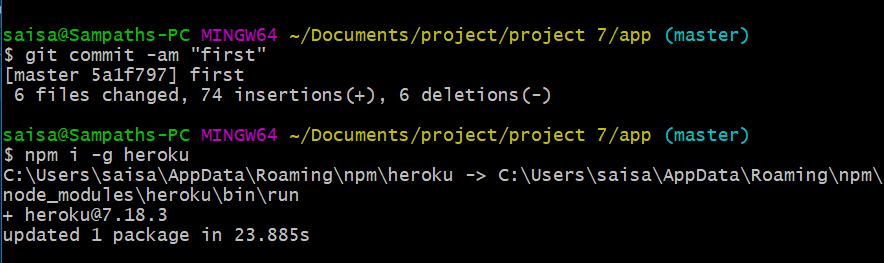 saisa@Sampaths-PC MINGW64 ~/Documents/project/project 7/app (master)
$ git commit -am "first"
[master 5a1f797] first
 6 files changed, 74 insertions(+), 6 deletions(-)
saisa@Sampaths-PC MINGW64 ~/Documents/project/project 7/app (master)
$ npm i -g heroku
C:\Users\saisa\AppData\Roaming\npm\heroku -> C:\Users\saisa\AppData\Roaming\npm\
node_modules\heroku\bin\run
+ heroku@7.18.3
updated 1 package in 23.885s